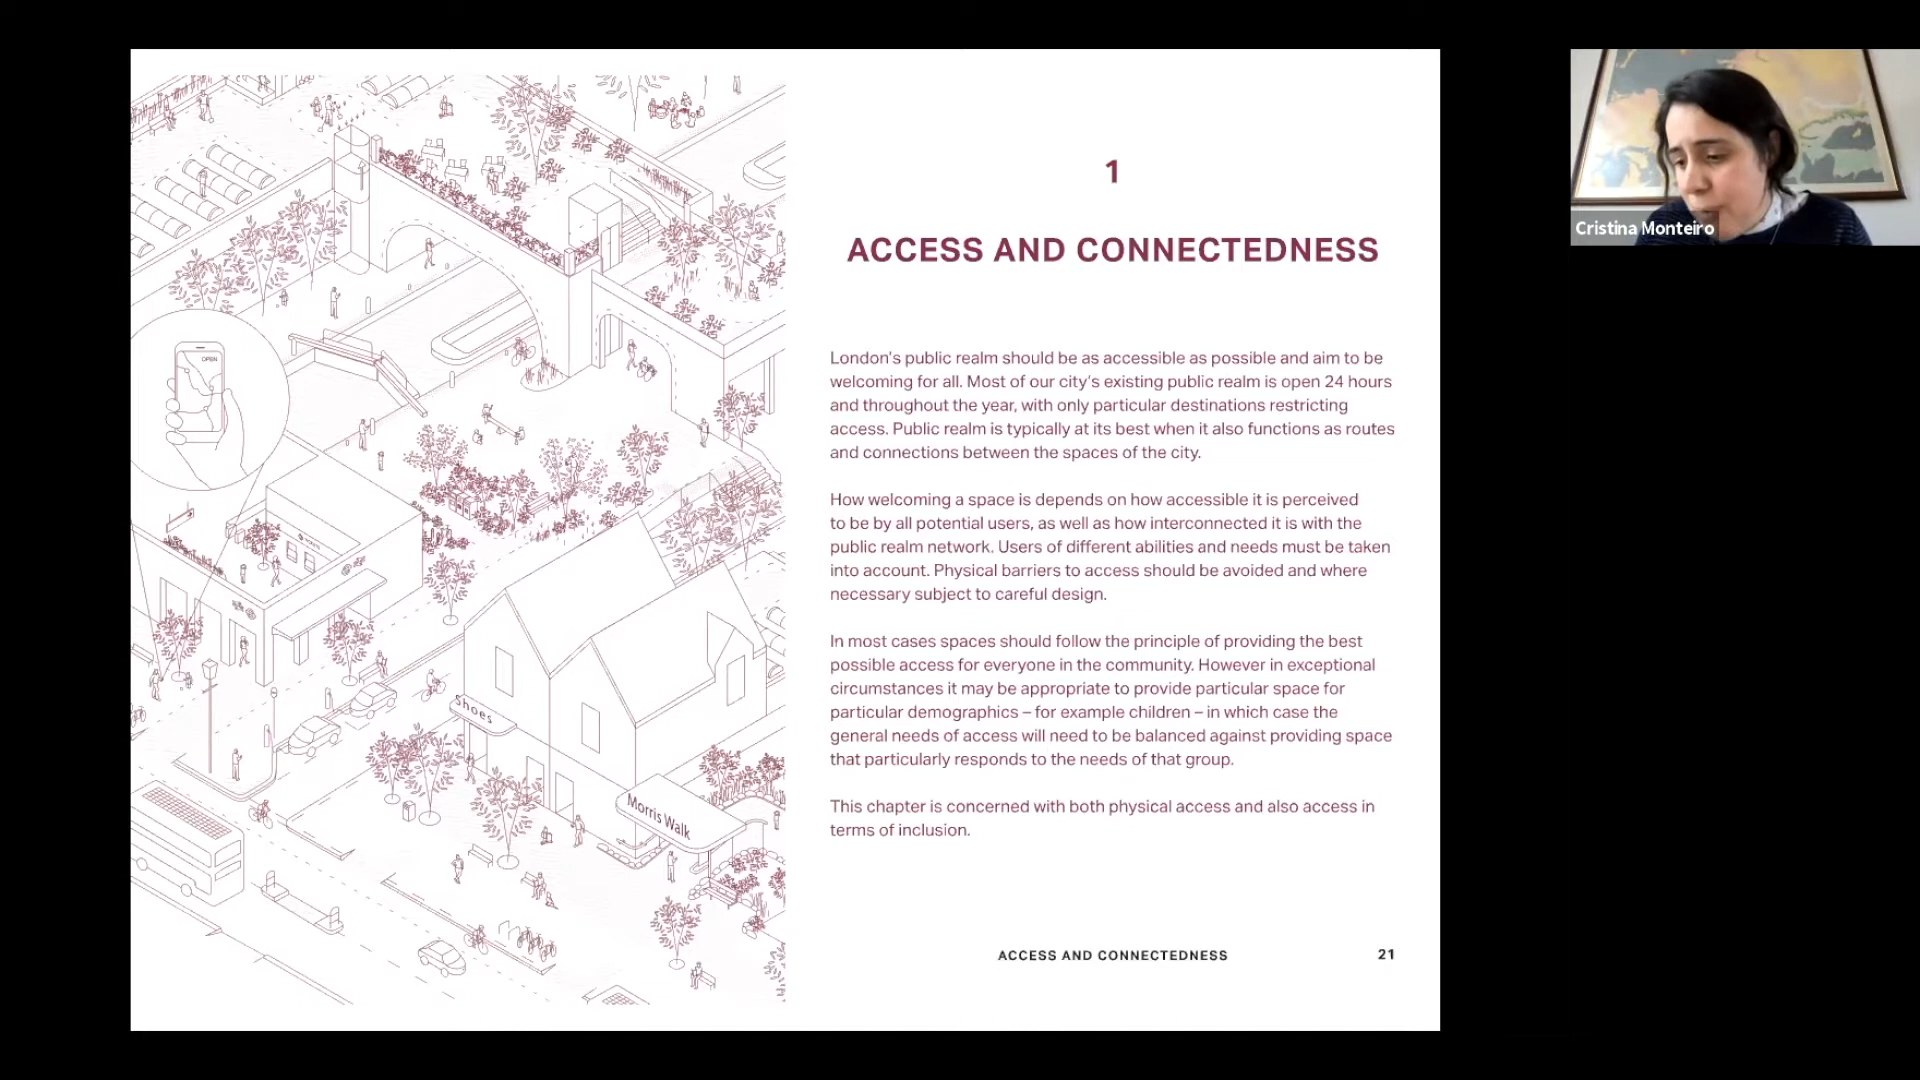 1
ACCESS AND CONNECTEDNESS
London’s public realm should be as accessible as possible and aim to be
welcoming for all. Most of our city’s existing public realm is open 24 hours
and throughout the year, with only particular destinations restricting
access. Public realm is typically at its best when it also functions as routes
and connections between the spaces of the city.
How welcoming a space is depends on how accessible it is perceived
to be by all potential users, as well as how interconnected it is with the
public realm network. Users of different abilities and needs must be taken
into account. Physical barriers to access should be avoided and where
necessary subject to careful design.
In most cases spaces should follow the principle of providing the best
possible access for everyone in the community. However in exceptional
circumstances it may be appropriate to provide particular space for
particular demographics – for example children – in which case the
general needs of access will need to be balanced against providing space
that particularly responds to the needs of that group.
This chapter is concerned with both physical access and also access in
terms of inclusion.
ACCESS AND CONNECTEDNESS 21
OPEN
Shoes
Morris Walk
Cristina Monteiro